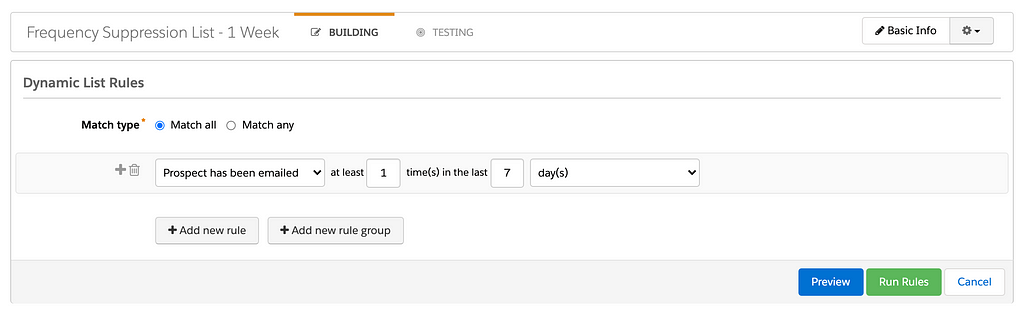 Frequency Suppression List - 1 Week BUILDING TESTING Basic Info
Dynamic List Rules
Match type* Match all Match any
Prospect has been emailed at least 1 time(s) in the last 7 day(s)
+ Add new rule + Add new rule group
Preview Run Rules Cancel